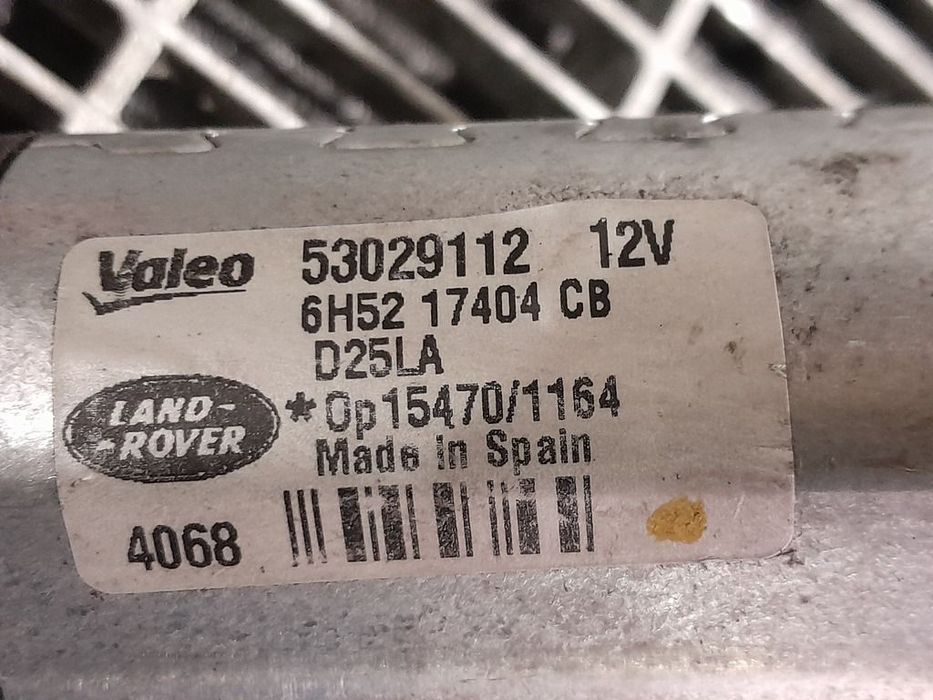 Valeo 53029112 12V
6H52 17404 CB
D25LA
LAND-
-ROVER
*Op15470/1164
Made in Spain
4068